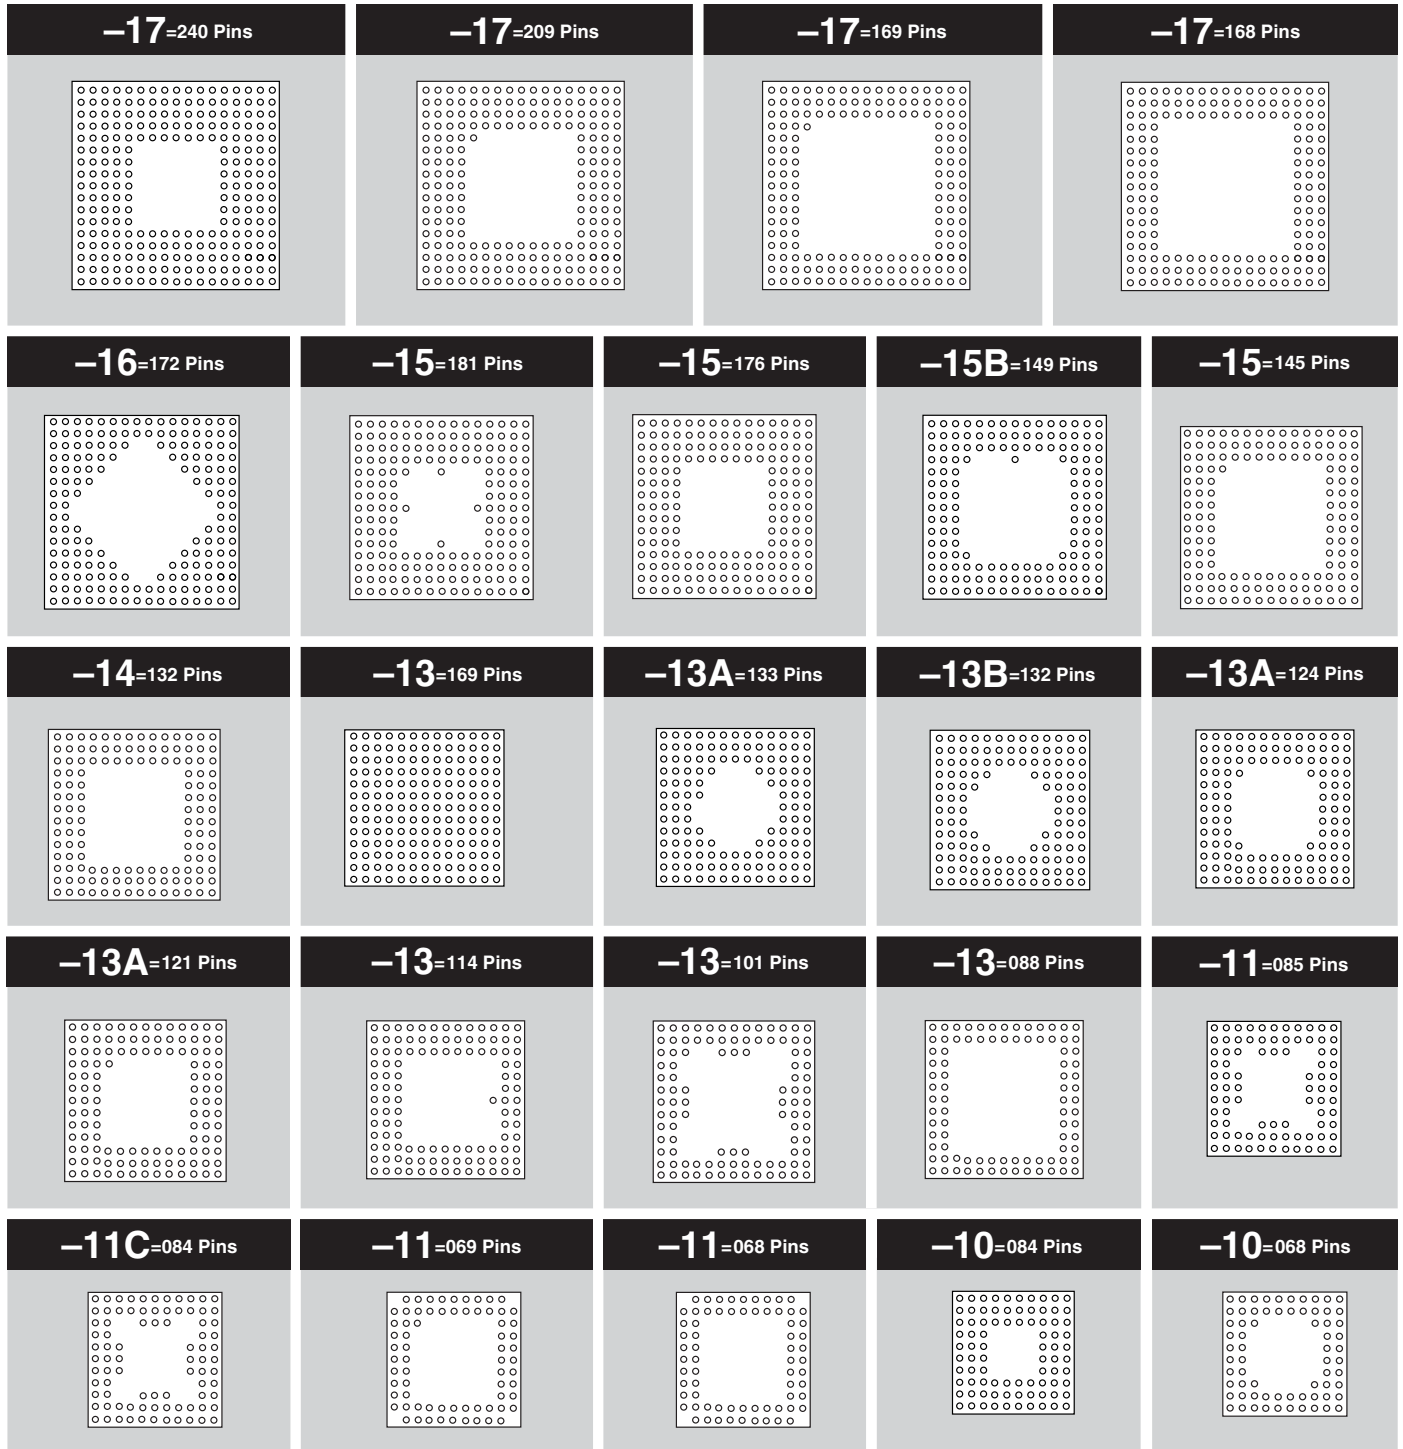 –17=240 Pins
–17=209 Pins
–17=169 Pins
–17=168 Pins
–16=172 Pins
–15=181 Pins
–15=176 Pins
–15B=149 Pins
–15=145 Pins
–14=132 Pins
–13=169 Pins
–13A=133 Pins
–13B=132 Pins
–13A=124 Pins
–13A=121 Pins
–13=114 Pins
–13=101 Pins
–13=088 Pins
–11=085 Pins
–11C=084 Pins
–11=069 Pins
–11=068 Pins
–10=084 Pins
–10=068 Pins